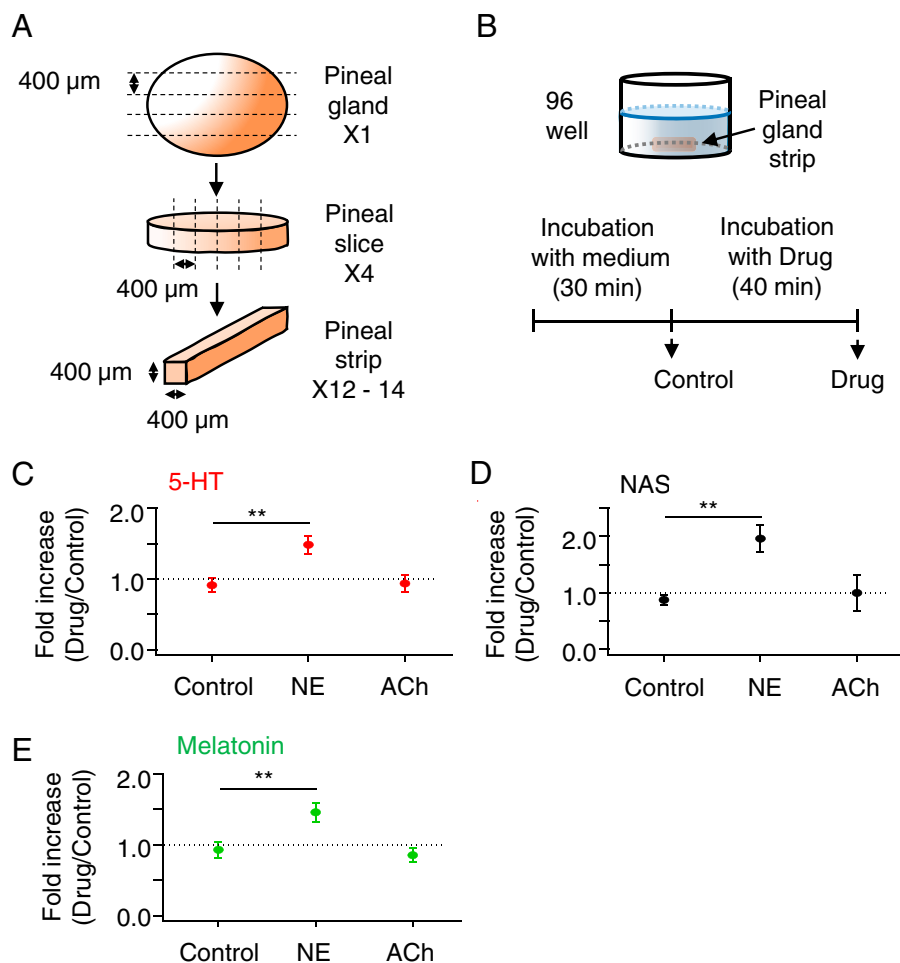 A
400 µm
Pineal
gland
X1
Pineal
slice
X4
400 µm
Pineal
strip
X12 - 14
400 µm
400 µm
B
96
well
Pineal
gland
strip
Incubation
with medium
(30 min)
Incubation
with Drug
(40 min)
Control
Drug
C
5-HT
Fold increase
(Drug/Control)
2.0
1.0
0.0
**
Control
NE
ACh
D
NAS
Fold increase
(Drug/Control)
2.0
1.0
0.0
**
Control
NE
ACh
E
Melatonin
Fold increase
(Drug/Control)
2.0
1.0
0.0
**
Control
NE
ACh